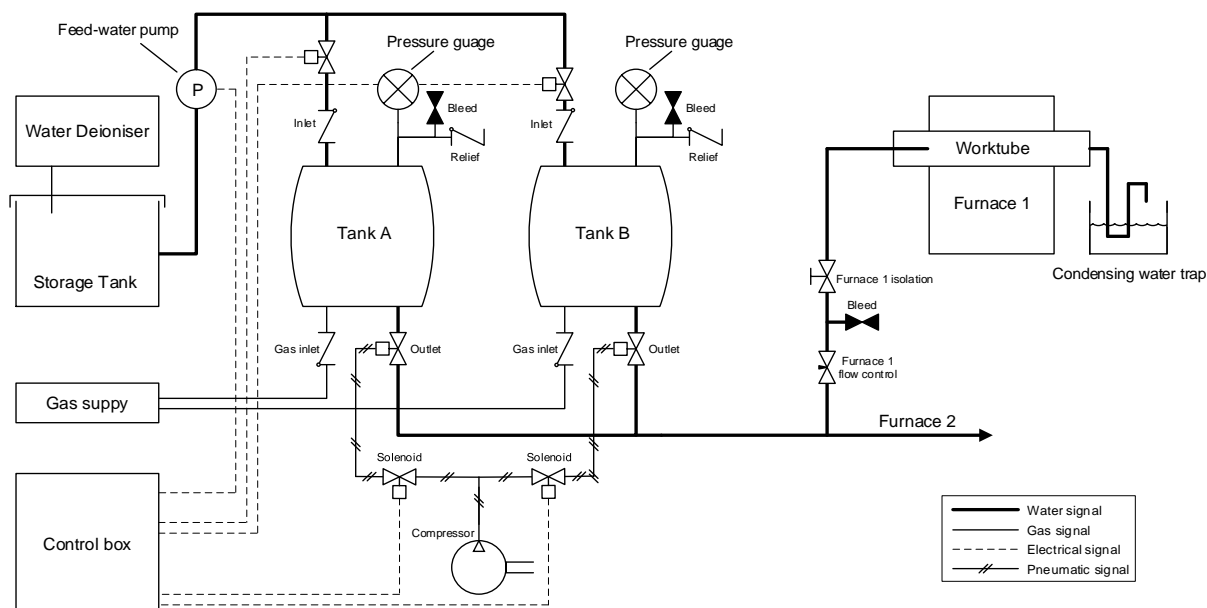 Feed-water pump
P
Water Deioniser
Storage Tank
Pressure guage
Pressure guage
Bleed
Bleed
Inlet
Inlet
Relief
Relief
Tank A
Tank B
Gas inlet
Outlet
Gas inlet
Outlet
Worktube
Furnace 1
Condensing water trap
Furnace 1 isolation
Bleed
Furnace 1
flow control
Furnace 2
Gas suppy
Solenoid
Solenoid
Control box
Compressor
Water signal
Gas signal
Electrical signal
Pneumatic signal